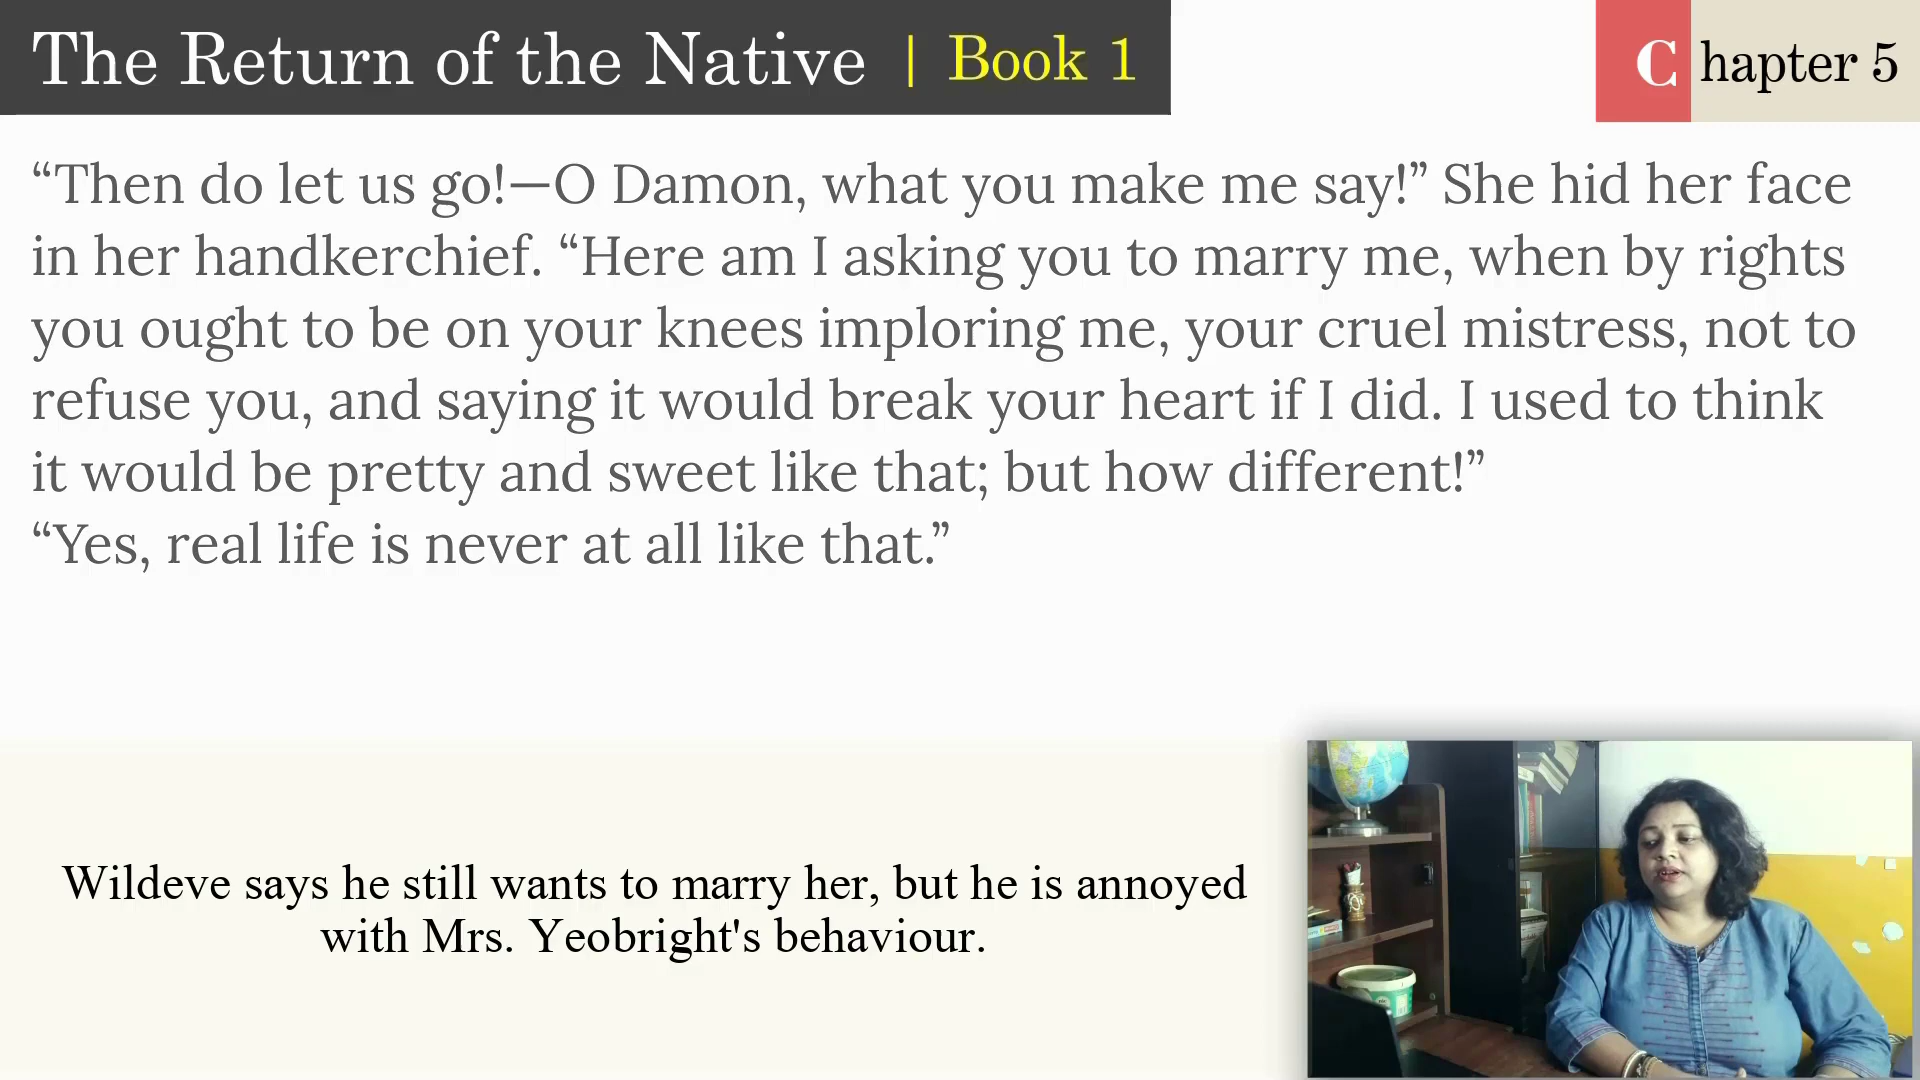 The Return of the Native | Book 1
Chapter 5
“Then do let us go!—O Damon, what you make me say!” She hid her face
in her handkerchief. “Here am I asking you to marry me, when by rights
you ought to be on your knees imploring me, your cruel mistress, not to
refuse you, and saying it would break your heart if I did. I used to think
it would be pretty and sweet like that; but how different!”
“Yes, real life is never at all like that.”
Wildeve says he still wants to marry her, but he is annoyed
with Mrs. Yeobright's behaviour.